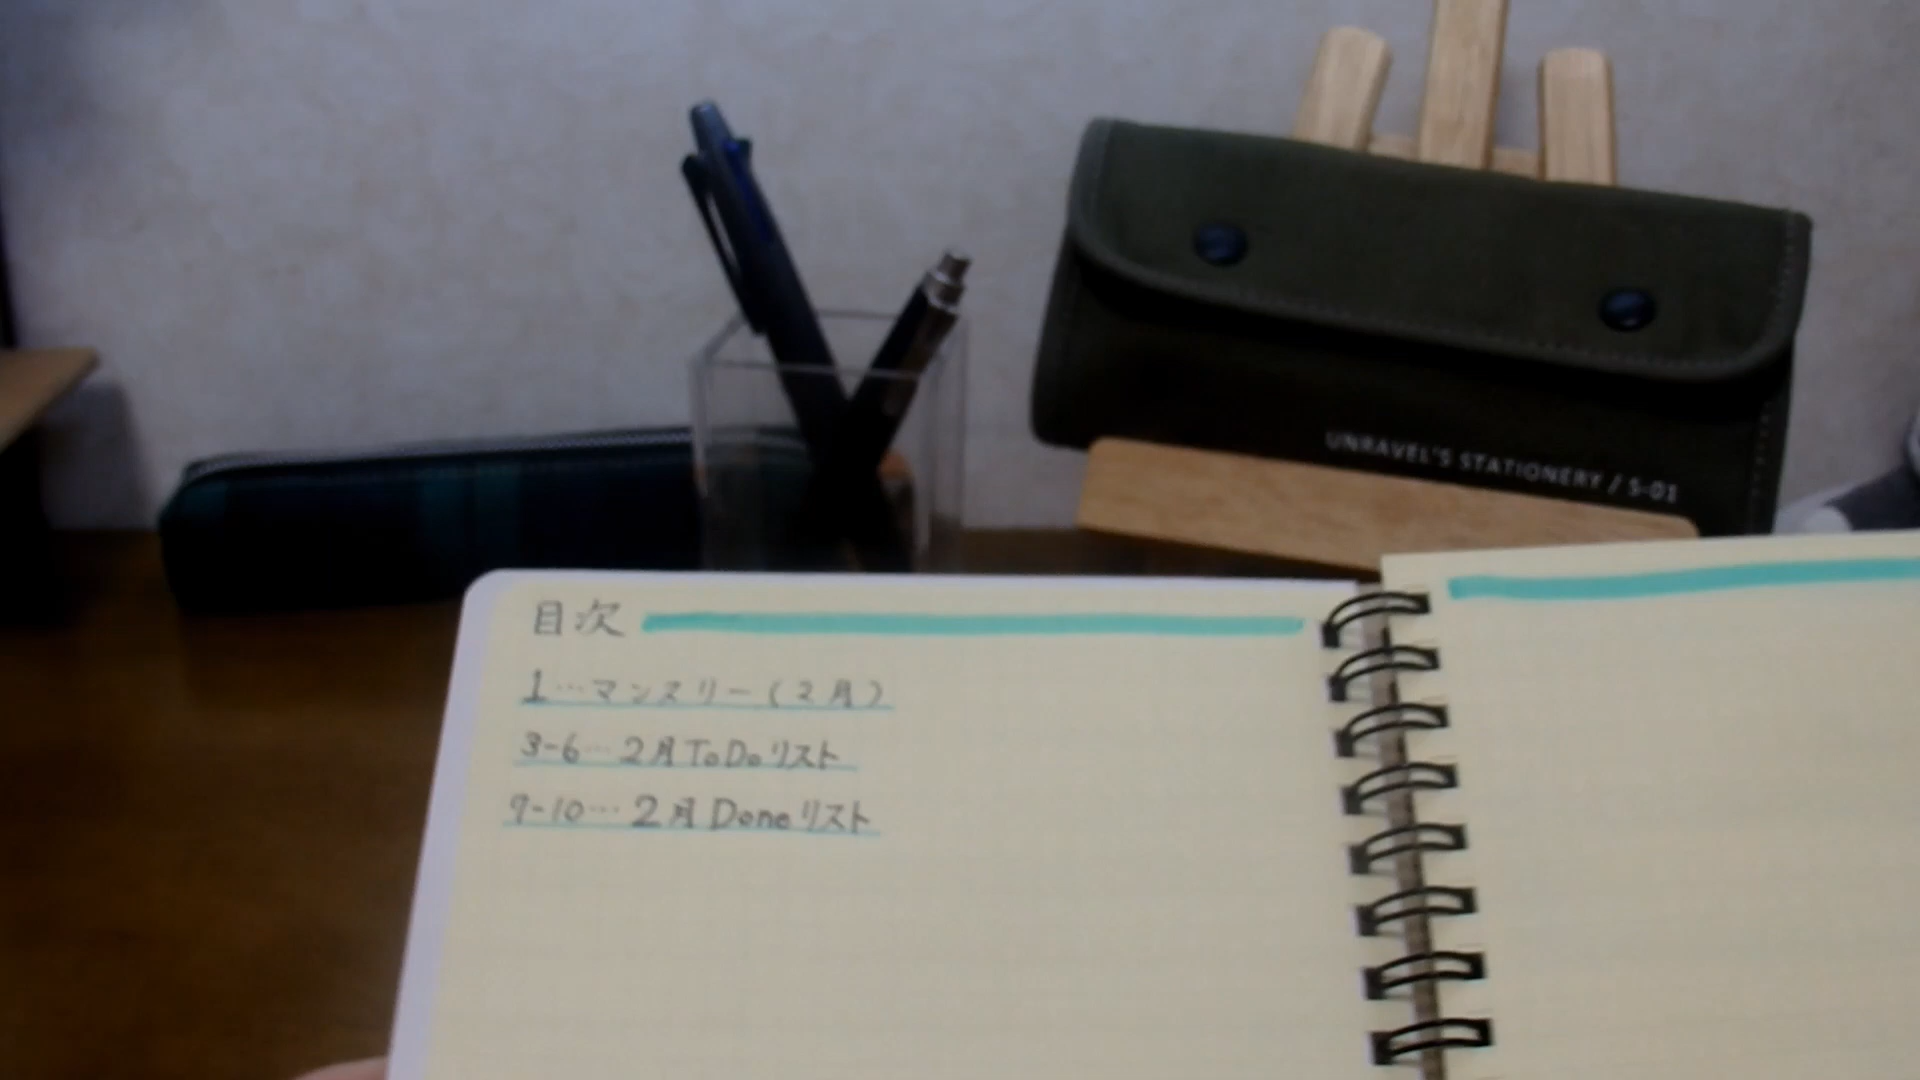 UNRAVEL'S STATIONERY / S-01
目次
1…マンスリー(2月)
3-6…2月ToDoリスト
9-10…2月Doneリスト